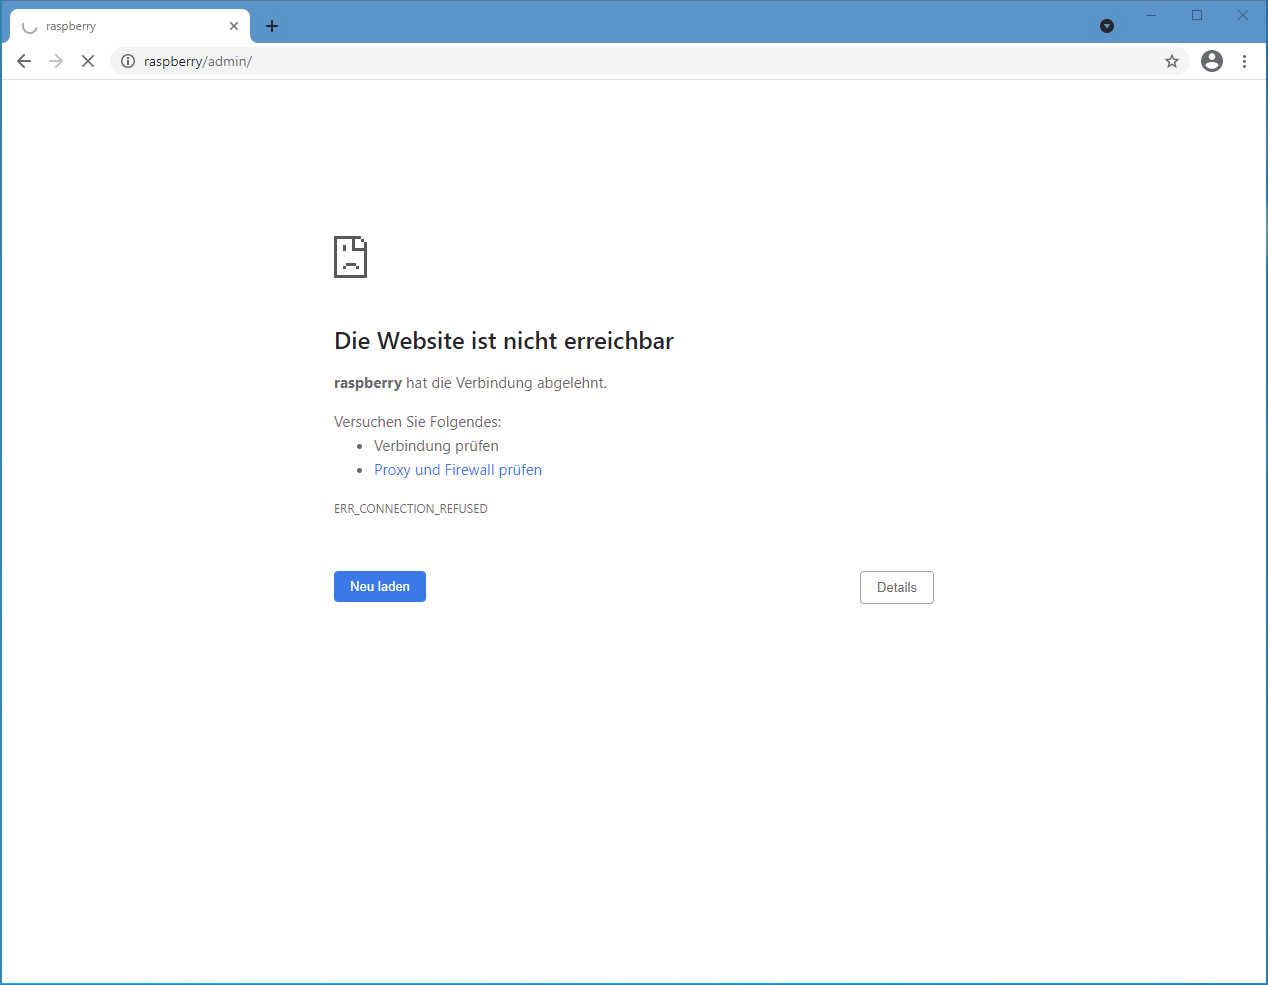 raspberry
raspberry/admin/
Die Website ist nicht erreichbar
raspberry hat die Verbindung abgelehnt.
Versuchen Sie Folgendes:
• Verbindung prüfen
• Proxy und Firewall prüfen
ERR_CONNECTION_REFUSED
Neu laden
Details